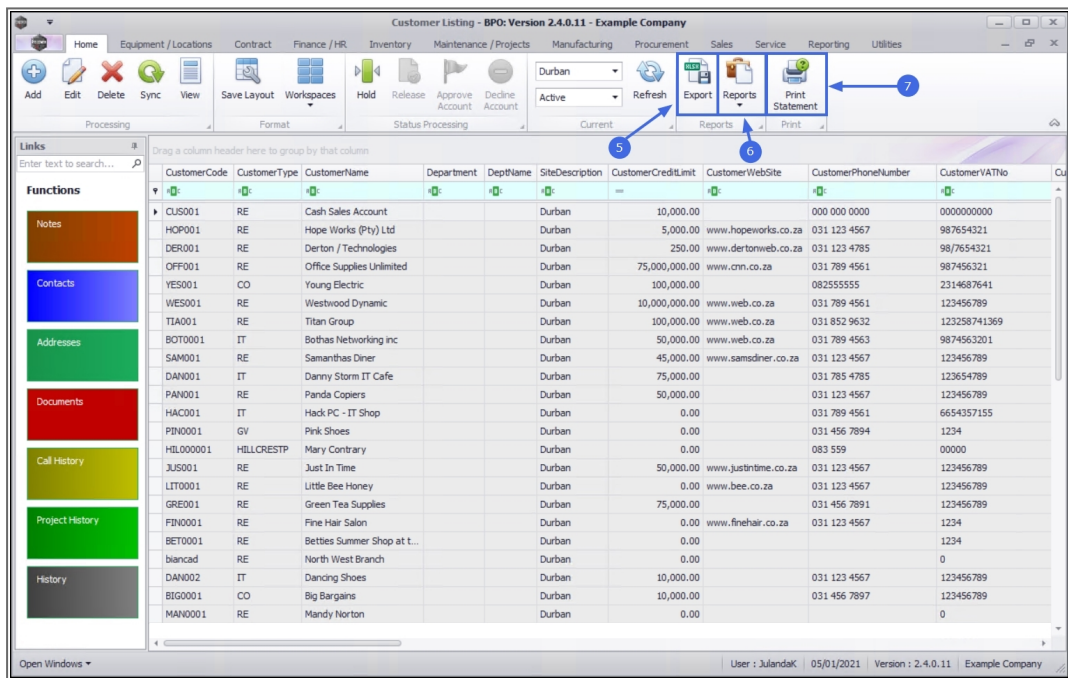 Customer Listing - BPO: Version 2.4.0.11 - Example Company
Home Equipment / Locations Contract Finance / HR Inventory Maintenance / Projects Manufacturing Procurement Sales Service Reporting Utilities
Add Edit Delete Sync View Save Layout Workspaces Hold Release Approve Account Decline Account Durban Active Refresh Export Reports Print Statement 7
Processing Format Status Processing Current Reports Print
5 6
Links
Enter text to search...
Drag a column header here to group by that column
Functions
CustomerCode CustomerType CustomerName Department DeptName SiteDescription CustomerCreditLimit CustomerWebSite CustomerPhoneNumber CustomerVATNo Cu
CUS001 RE Cash Sales Account Durban 10,000.00 000 000 0000 0000000000
HOP001 RE Hope Works (Pty) Ltd Durban 5,000.00 www.hopeworks.co.za 031 123 4567 987654321
DER001 RE Derton / Technologies Durban 250.00 www.dertonweb.co.za 031 123 4785 98/7654321
OFF001 RE Office Supplies Unlimited Durban 75,000,000.00 www.cnn.co.za 031 789 4561 987456321
YES001 CO Young Electric Durban 100,000.00 082555555 2314687641
WES001 RE Westwood Dynamic Durban 10,000,000.00 www.web.co.za 031 789 4561 123456789
TIA001 RE Titan Group Durban 100,000.00 www.web.co.za 031 852 9632 123258741369
BOT0001 IT Bothas Networking inc Durban 50,000.00 www.web.co.za 031 789 4563 9874563201
SAM001 RE Samanthas Diner Durban 45,000.00 www.samsdiner.co.za 031 123 4567 123456789
DAN001 IT Danny Storm IT Cafe Durban 75,000.00 031 785 4785 123654789
PAN001 RE Panda Copiers Durban 50,000.00 031 123 4567 123456789
HAC001 IT Hack PC - IT Shop Durban 0.00 031 789 4561 6654357155
PIN0001 GV Pink Shoes Durban 0.00 031 456 7894 1234
HIL000001 HILLCRESTP Mary Contrary Durban 0.00 083 559 00000
JUS001 RE Just In Time Durban 50,000.00 www.justintime.co.za 031 123 4567 123456789
LIT0001 RE Little Bee Honey Durban 0.00 www.bee.co.za 031 123 4567 123456789
GRE001 RE Green Tea Supplies Durban 75,000.00 031 456 7891 123456789
FIN0001 RE Fine Hair Salon Durban 0.00 www.finehair.co.za 031 123 4567 1234
BET0001 RE Betties Summer Shop at t... Durban 0.00 1234
biancad RE North West Branch Durban 0.00 0
DAN002 IT Dancing Shoes Durban 10,000.00 031 123 4567 123456789
BIG0001 CO Big Bargains Durban 10,000.00 031 456 7897 123456789
MAN0001 RE Mandy Norton Durban 0.00 0
Notes
Contacts
Addresses
Documents
Call History
Project History
History
Open Windows User : JulandaK 05/01/2021 Version : 2.4.0.11 Example Company